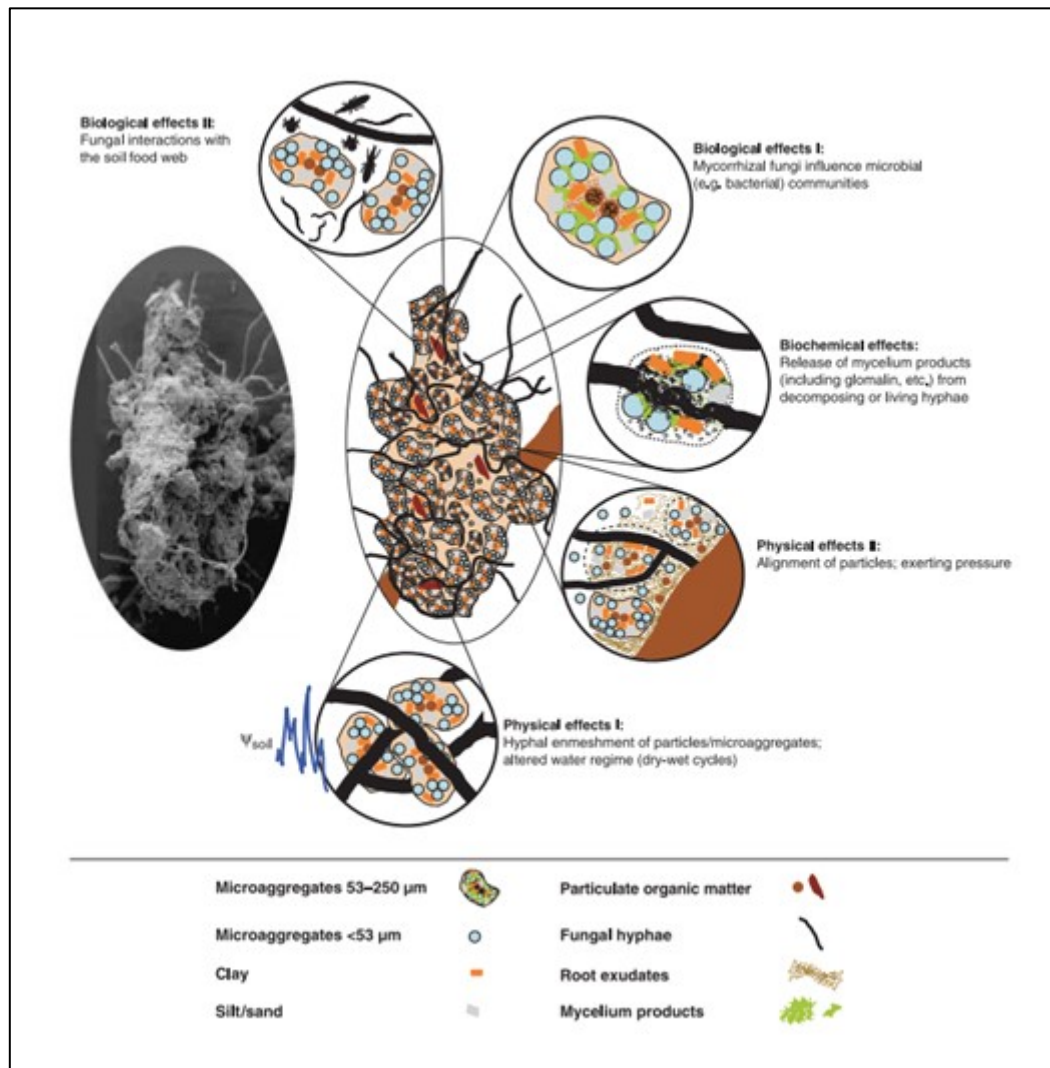 Biological effects II:
Fungal interactions with
the soil food web
Biological effects I:
Mycorrhizal fungi influence microbial
(e.g. bacterial) communities
Biochemical effects:
Release of mycelium products
(including glomalin, etc.) from
decomposing or living hyphae
Physical effects II:
Alignment of particles; exerting pressure
Ψsoil
Physical effects I:
Hyphal enmeshment of particles/microaggregates;
altered water regime (dry-wet cycles)
Microaggregates 53–250 µm
Particulate organic matter
Microaggregates <53 µm
Fungal hyphae
Clay
Root exudates
Silt/sand
Mycelium products